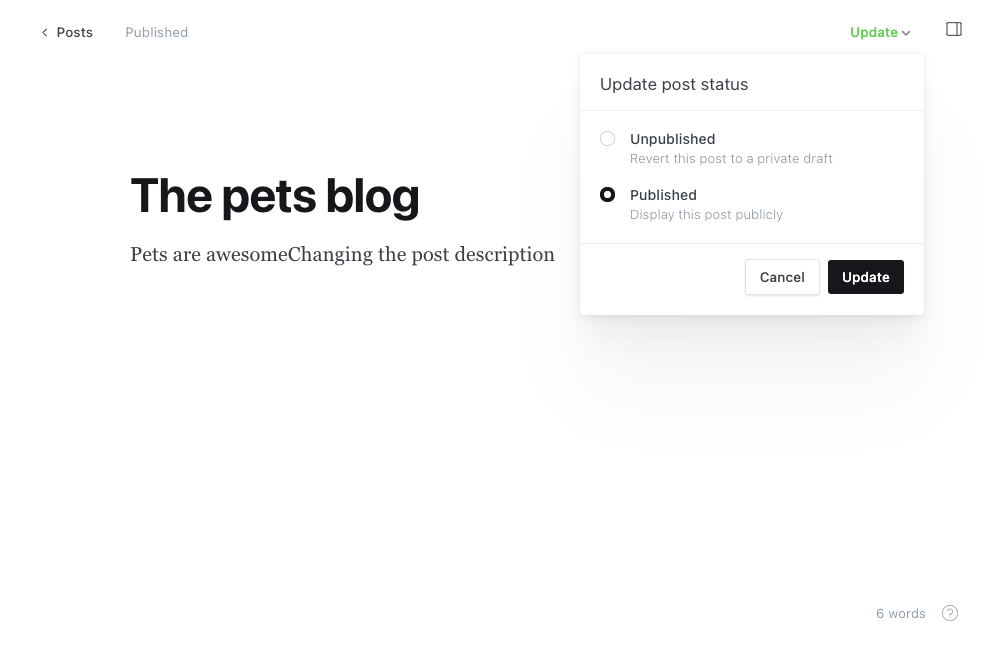 Posts
Published
Update
Update post status
Unpublished
Revert this post to a private draft
Published
Display this post publicly
Cancel
Update
The pets blog
Pets are awesomeChanging the post description
6 words
?